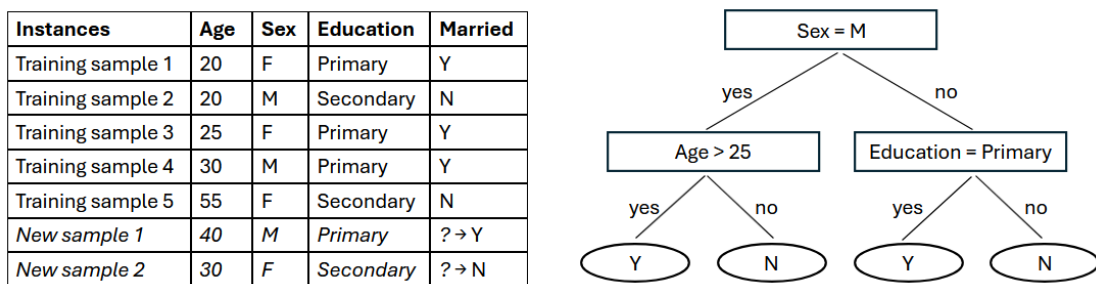 Instances Age Sex Education Married
Training sample 1 20 F Primary Y
Training sample 2 20 M Secondary N
Training sample 3 25 F Primary Y
Training sample 4 30 M Primary Y
Training sample 5 55 F Secondary N
New sample 1 40 M Primary ? → Y
New sample 2 30 F Secondary ? → N
Sex = M
yes no
Age > 25 Education = Primary
yes no yes no
Y N Y N